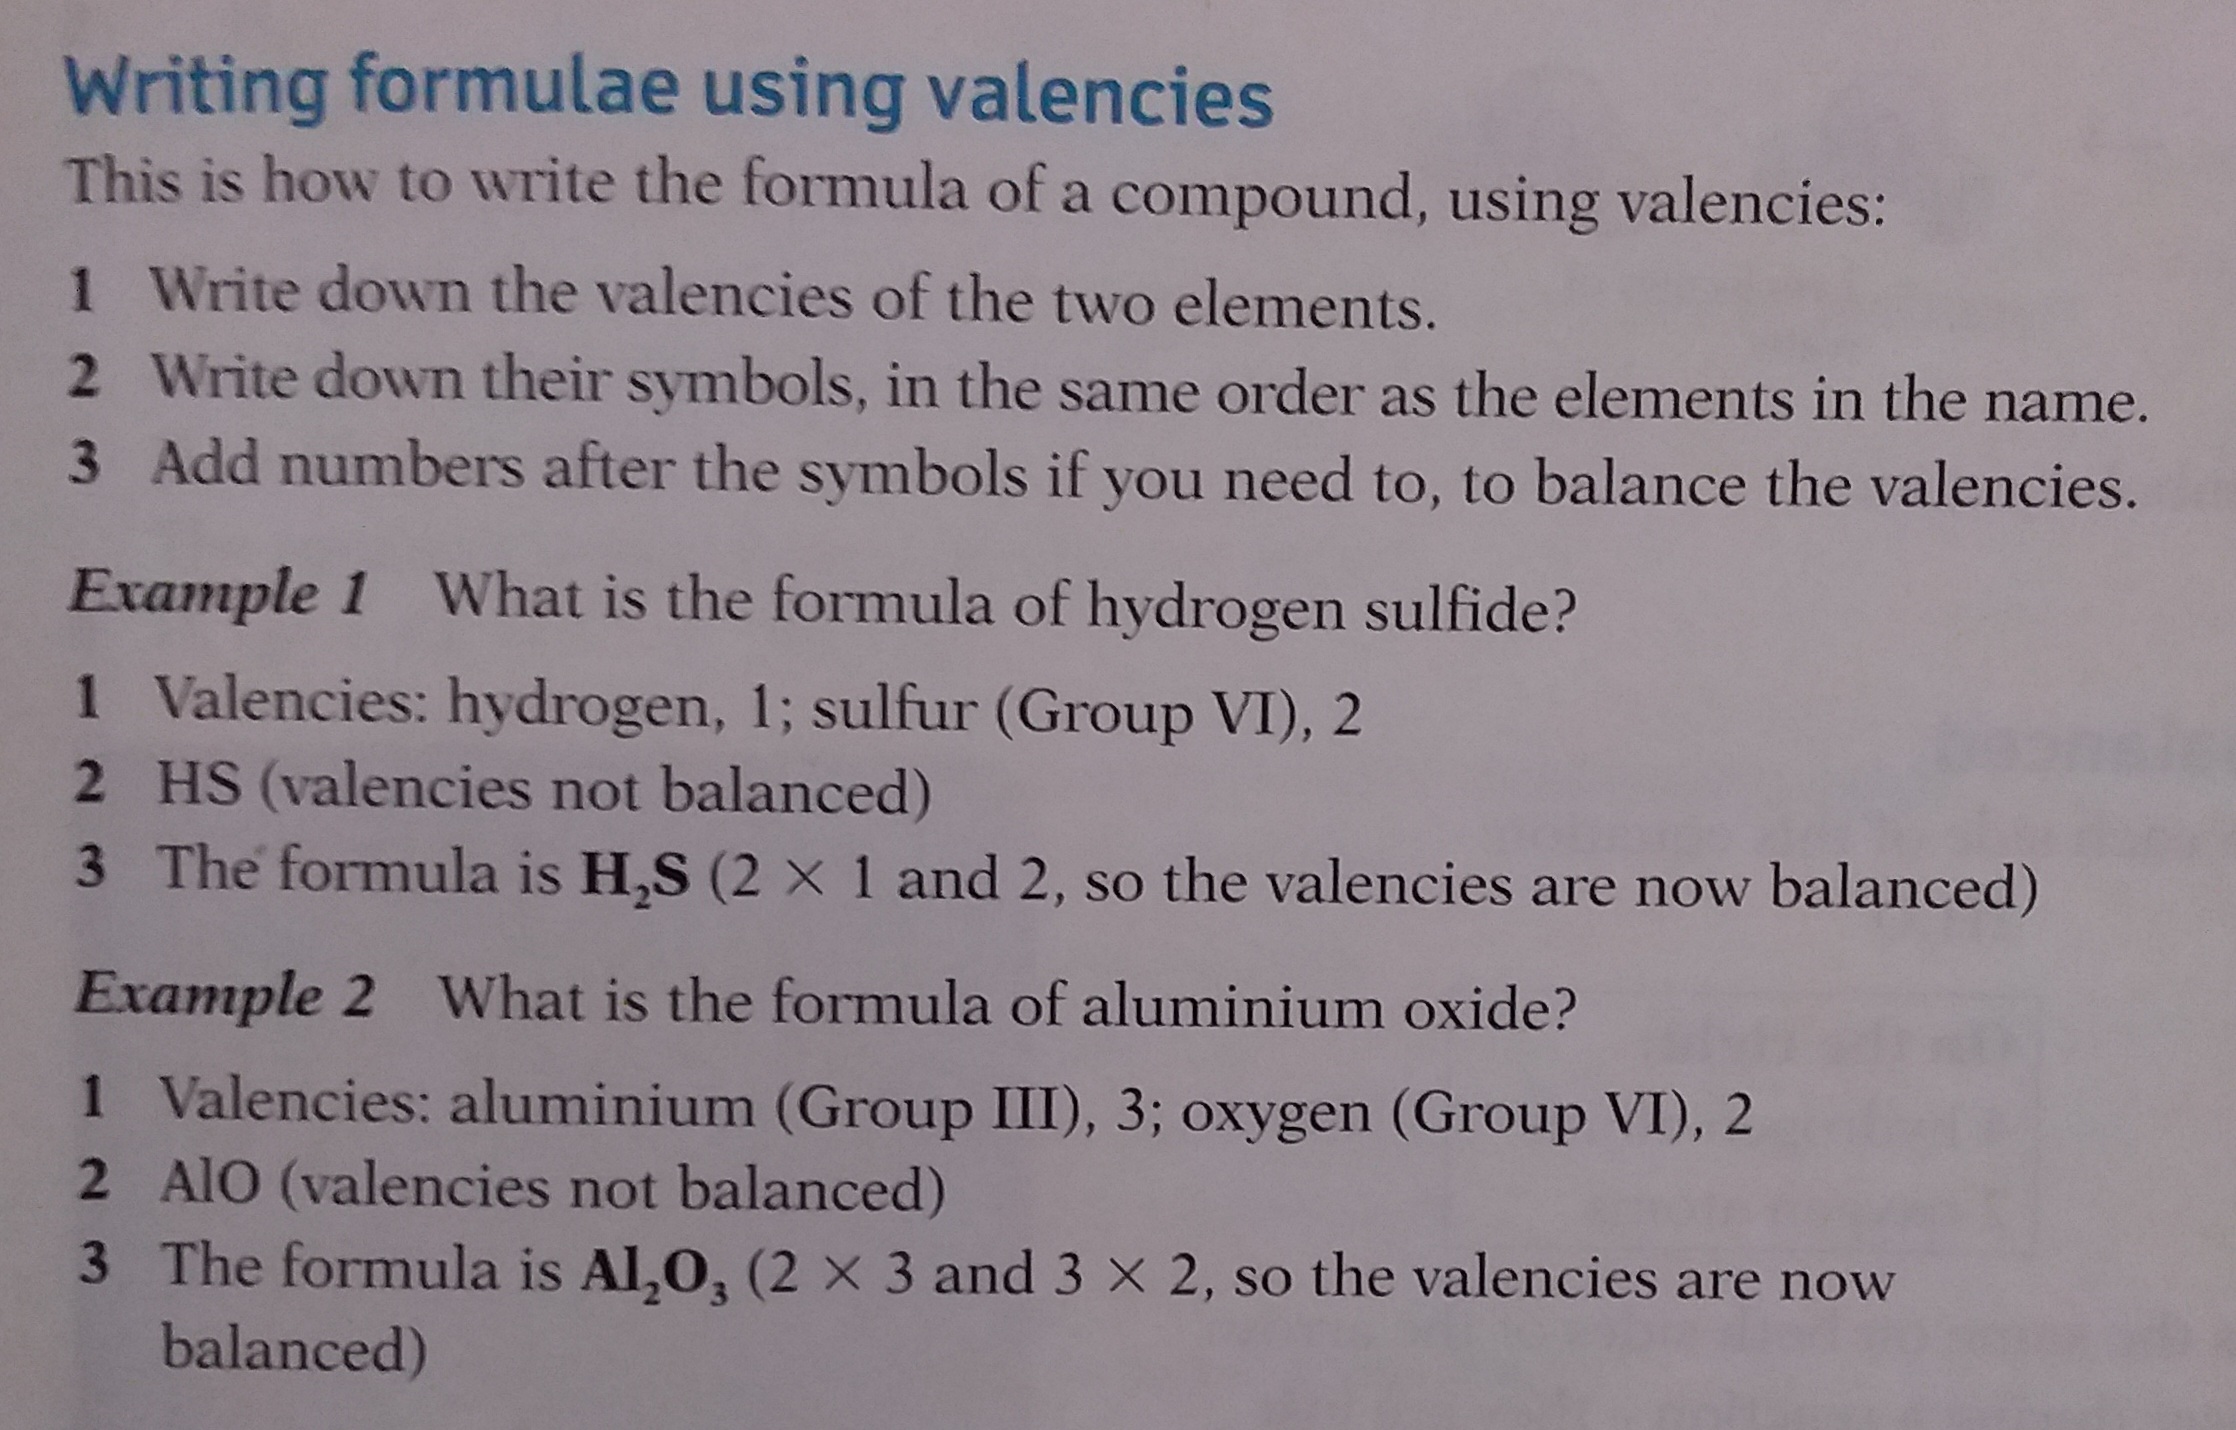 Writing formulae using valencies
This is how to write the formula of a compound, using valencies:
1 Write down the valencies of the two elements.
2 Write down their symbols, in the same order as the elements in the name.
3 Add numbers after the symbols if you need to, to balance the valencies.
Example 1 What is the formula of hydrogen sulfide?
1 Valencies: hydrogen, 1; sulfur (Group VI), 2
2 HS (valencies not balanced)
3 The formula is H₂S (2 × 1 and 2, so the valencies are now balanced)
Example 2 What is the formula of aluminium oxide?
1 Valencies: aluminium (Group III), 3; oxygen (Group VI), 2
2 AlO (valencies not balanced)
3 The formula is Al₂O₃ (2 × 3 and 3 × 2, so the valencies are now
balanced)